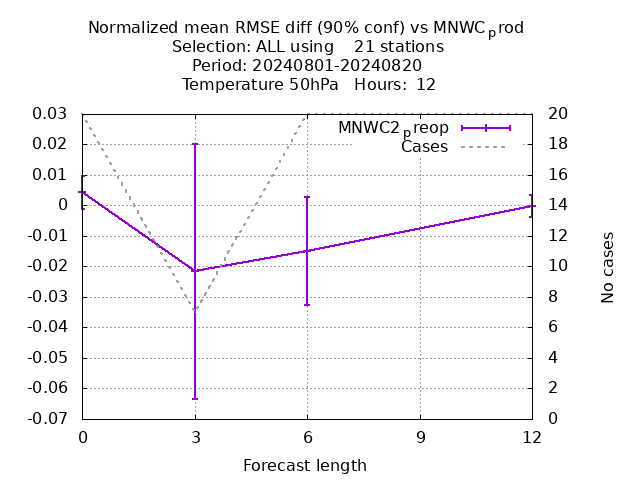 Normalized mean RMSE diff (90% conf) vs MNWCprod
Selection: ALL using    21 stations
Period: 20240801-20240820
Temperature 50hPa   Hours:  12
0.03
0.02
0.01
0
-0.01
-0.02
-0.03
-0.04
-0.05
-0.06
-0.07
MNWC2preop
Cases
20
18
16
14
12
10
8
6
4
2
0
No cases
0 3 6 9 12
Forecast length